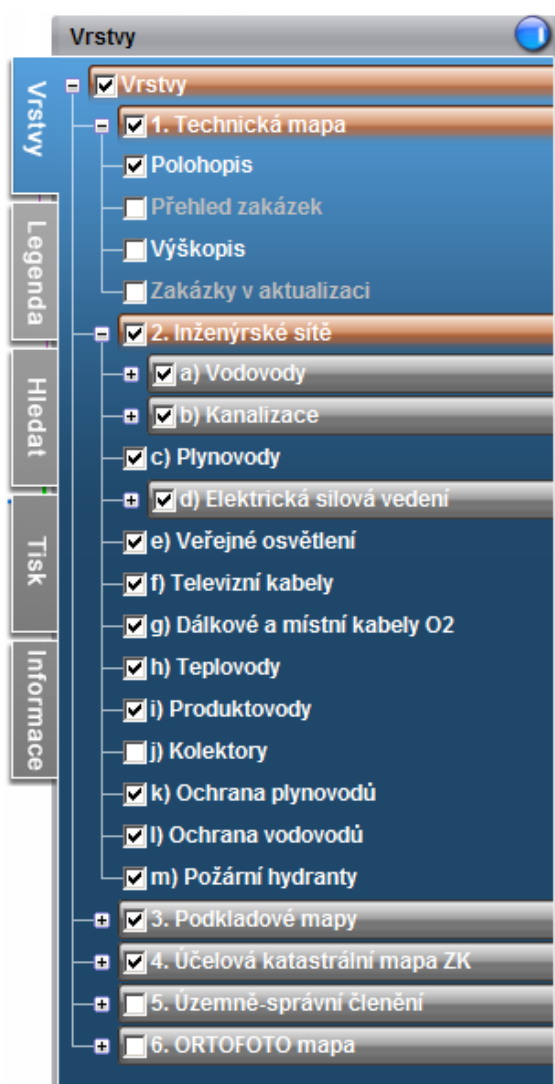 Vrstvy
Vrstvy
Legenda
Hledat
Tisk
Informace
Vrstvy
1. Technická mapa
Polohopis
Přehled zakázek
Výškopis
Zakázky v aktualizaci
2. Inženýrské sítě
a) Vodovody
b) Kanalizace
c) Plynovody
d) Elektrická silová vedení
e) Veřejné osvětlení
f) Televizní kabely
g) Dálkové a místní kabely O2
h) Teplovody
i) Produktovody
j) Kolektory
k) Ochrana plynovodů
l) Ochrana vodovodů
m) Požární hydranty
3. Podkladové mapy
4. Účelová katastrální mapa ZK
5. Územně-správní členění
6. ORTOFOTO mapa